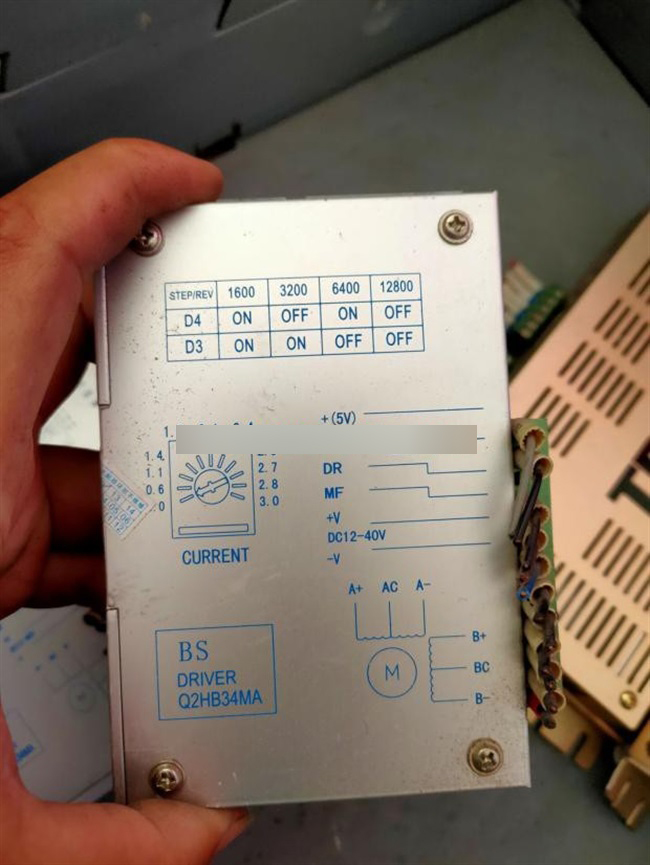 STEP/REV 1600 3200 6400 12800
D4 ON OFF ON OFF
D3 ON ON OFF OFF
+(5V)
1.4
1.1
0.6
0
2.7
2.8
3.0
CURRENT
DR
MF
+V
DC12-40V
-V
A+ AC A-
M
B+
BC
B-
BS
DRIVER
Q2HB34MA